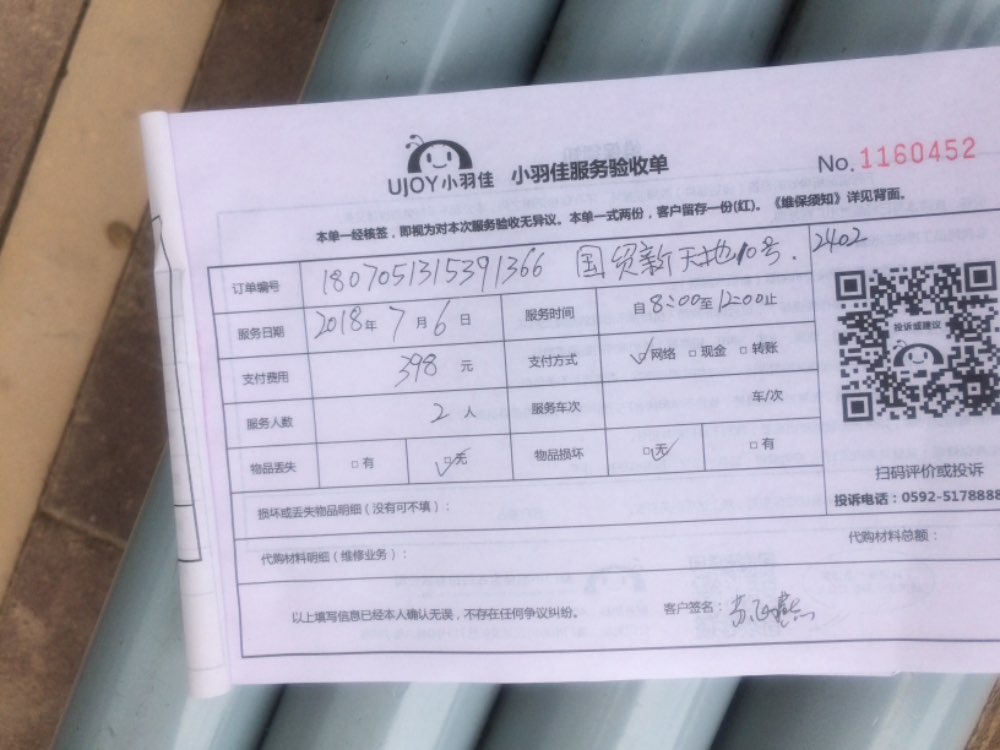 UJOY小羽佳 小羽佳服务验收单 No. 1160452
本单一经核签，即视为对本次服务验收无异议。本单一式两份，客户留存一份(红)。《维保须知》详见背面。
订单编号 1807051315391366 国贸新天地10号. 2402
服务日期 2018年7月6日 服务时间 自8:00至12:00止
支付费用 398 元 支付方式 网络 □现金 □转账
服务人数 2 人 服务车次 车/次
物品丢失 □有 □无 物品损坏 □无 □有
投诉或建议
扫码评价或投诉
投诉电话：0592-5178888
损坏或丢失物品明细（没有可不填）：
代购材料明细（维修业务）： 代购材料总额：
以上填写信息已经本人确认无误，不存在任何争议纠纷。 客户签名：